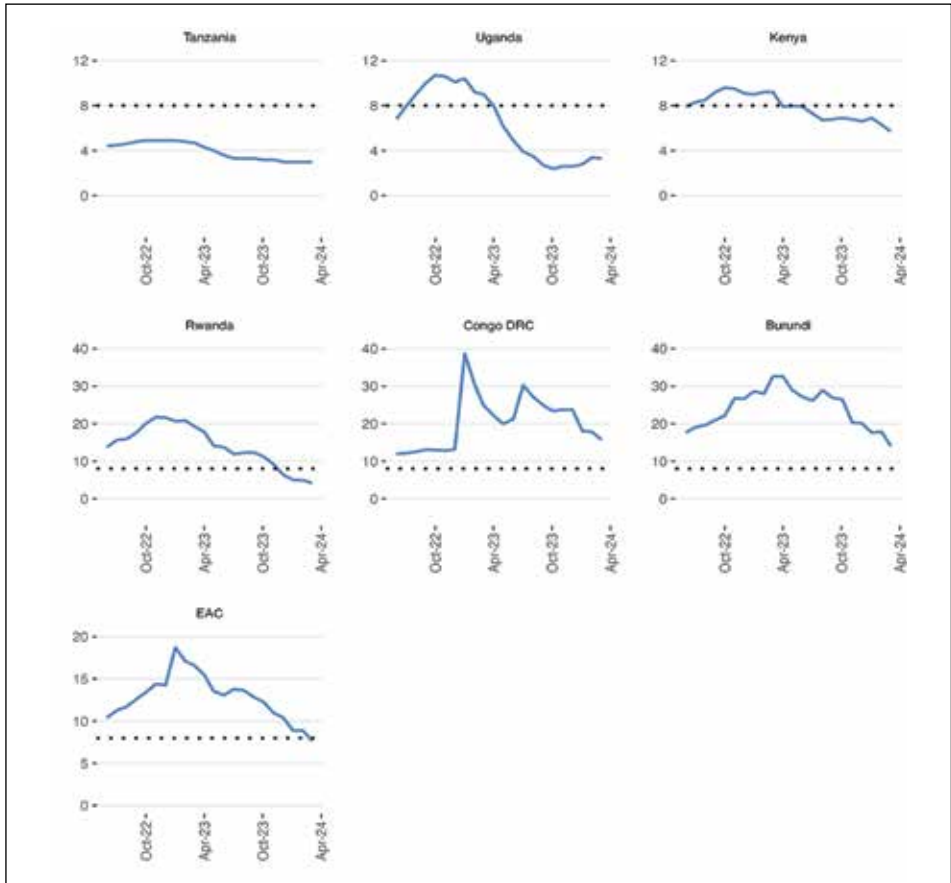 Tanzania
Uganda
Kenya
12
8
4
0
12
8
4
0
12
8
4
0
Oct-22
Apr-23
Oct-23
Apr-24
Oct-22
Apr-23
Oct-23
Apr-24
Oct-22
Apr-23
Oct-23
Apr-24
Rwanda
Congo DRC
Burundi
40
30
20
10
0
40
30
20
10
0
40
30
20
10
0
Oct-22
Apr-23
Oct-23
Apr-24
Oct-22
Apr-23
Oct-23
Apr-24
Oct-22
Apr-23
Oct-23
Apr-24
EAC
20
15
10
5
0
Oct-22
Apr-23
Oct-23
Apr-24